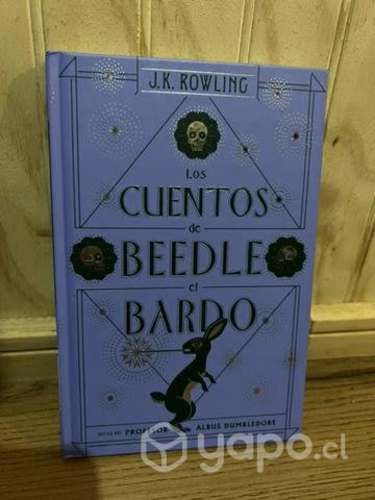 J.K. ROWLING
Los
CUENTOS
de
BEEDLE
el
BARDO
PROFESOR ALBUS DUMBLEDORE
yapo.cl